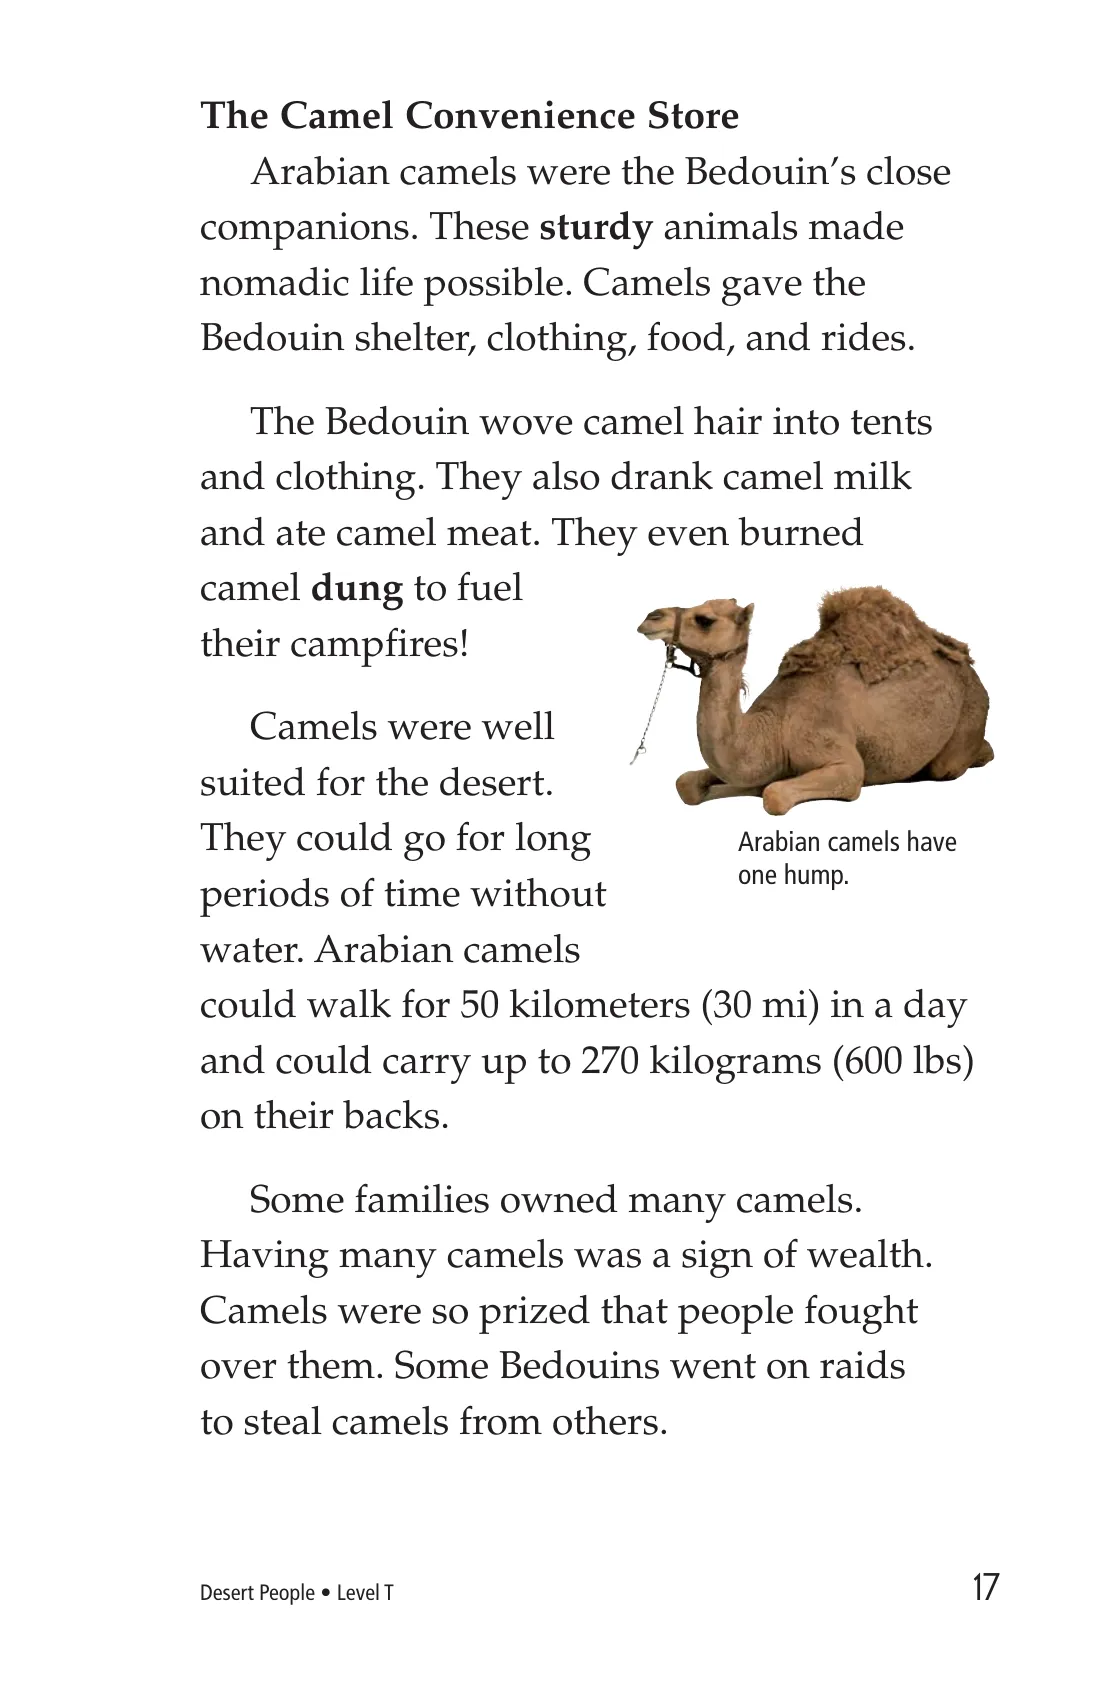 The Camel Convenience Store
Arabian camels were the Bedouin’s close
companions. These sturdy animals made
nomadic life possible. Camels gave the
Bedouin shelter, clothing, food, and rides.
The Bedouin wove camel hair into tents
and clothing. They also drank camel milk
and ate camel meat. They even burned
camel dung to fuel
their campfires!
Camels were well
suited for the desert.
They could go for long
periods of time without
water. Arabian camels
could walk for 50 kilometers (30 mi) in a day
and could carry up to 270 kilograms (600 lbs)
on their backs.
Arabian camels have
one hump.
Some families owned many camels.
Having many camels was a sign of wealth.
Camels were so prized that people fought
over them. Some Bedouins went on raids
to steal camels from others.
Desert People • Level T
17